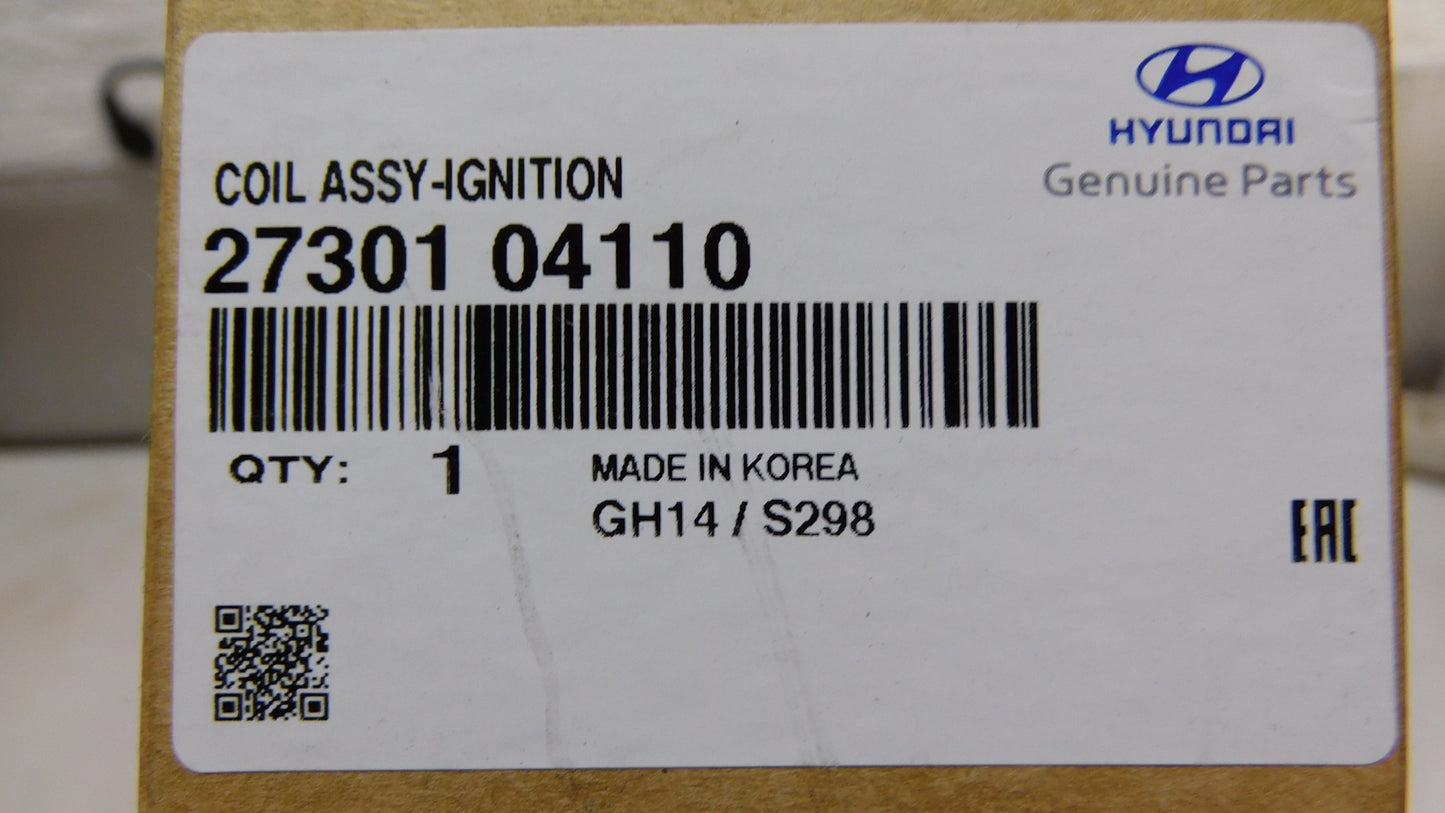 HYUNDAI
Genuine Parts
COIL ASSY-IGNITION
27301 04110
QTY: 1
MADE IN KOREA
GH14 / S298
EAC